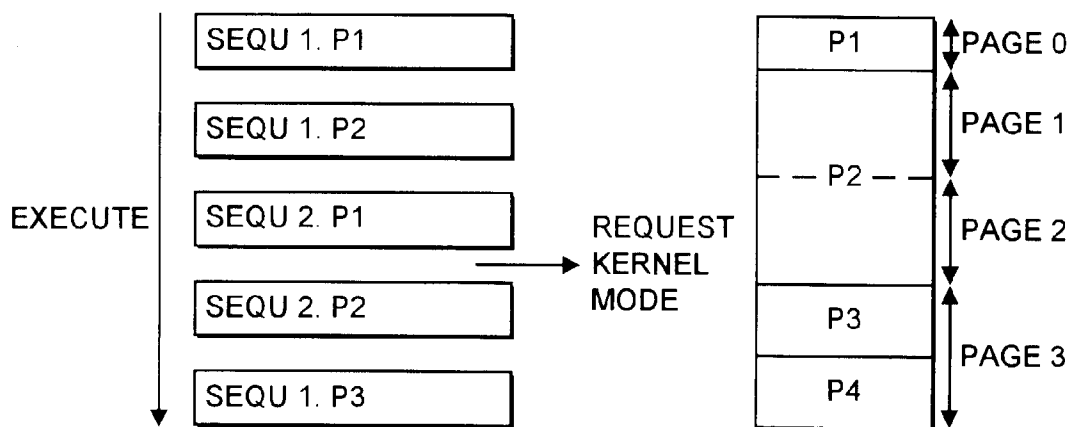 EXECUTE
SEQU 1. P1
SEQU 1. P2
SEQU 2. P1
SEQU 2. P2
SEQU 1. P3
REQUEST
KERNEL
MODE
P1
P2
P3
P4
PAGE 0
PAGE 1
PAGE 2
PAGE 3